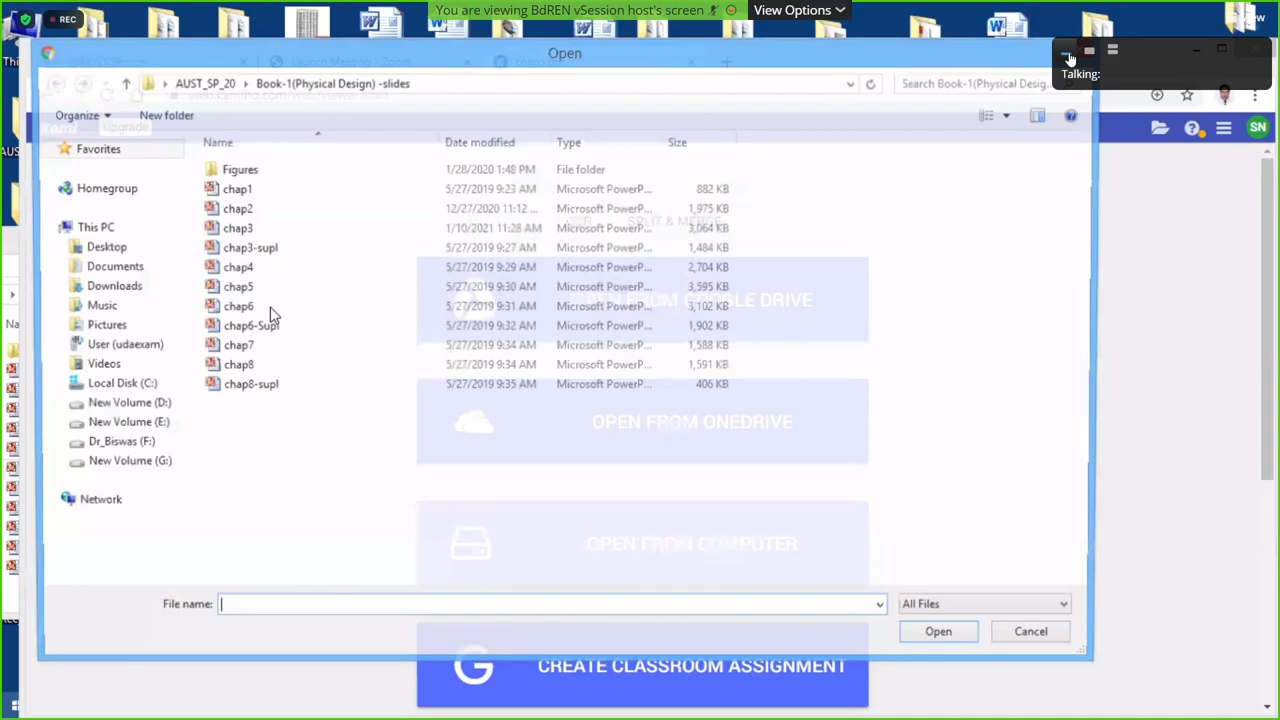 You are viewing BdREN vSession host's screen
View Options
REC
View
Open
Talking:
AUST_SP_20
Book-1(Physical Design) -slides
Search Book-1(Physical Desig...
Organize
New folder
upgrade
SN
Name
Date modified
Type
Size
Favorites
Homegroup
This PC
Desktop
Documents
Downloads
Music
Pictures
User (udaexam)
Videos
Local Disk (C:)
New Volume (D:)
New Volume (E:)
Dr_Biswas (F:)
New Volume (G:)
Network
Figures 1/28/2020 1:48 PM File folder
chap1 5/27/2019 9:23 AM Microsoft PowerP... 882 KB
chap2 12/27/2020 11:12 ... Microsoft PowerP... 1,975 KB
chap3 1/10/2021 11:28 AM Microsoft PowerP... 3,064 KB
chap3-supl 5/27/2019 9:27 AM Microsoft PowerP... 1,484 KB
chap4 5/27/2019 9:29 AM Microsoft PowerP... 2,704 KB
chap5 5/27/2019 9:30 AM Microsoft PowerP... 3,595 KB
chap6 5/27/2019 9:31 AM Microsoft PowerP... 3,102 KB
chap6-Supl 5/27/2019 9:32 AM Microsoft PowerP... 1,902 KB
chap7 5/27/2019 9:34 AM Microsoft PowerP... 1,588 KB
chap8 5/27/2019 9:34 AM Microsoft PowerP... 1,591 KB
chap8-supl 5/27/2019 9:35 AM Microsoft PowerP... 406 KB
SPLIT & MERGE
OPEN FROM GOOGLE DRIVE
OPEN FROM ONEDRIVE
OPEN FROM COMPUTER
File name:
All Files
Open
Cancel
CREATE CLASSROOM ASSIGNMENT